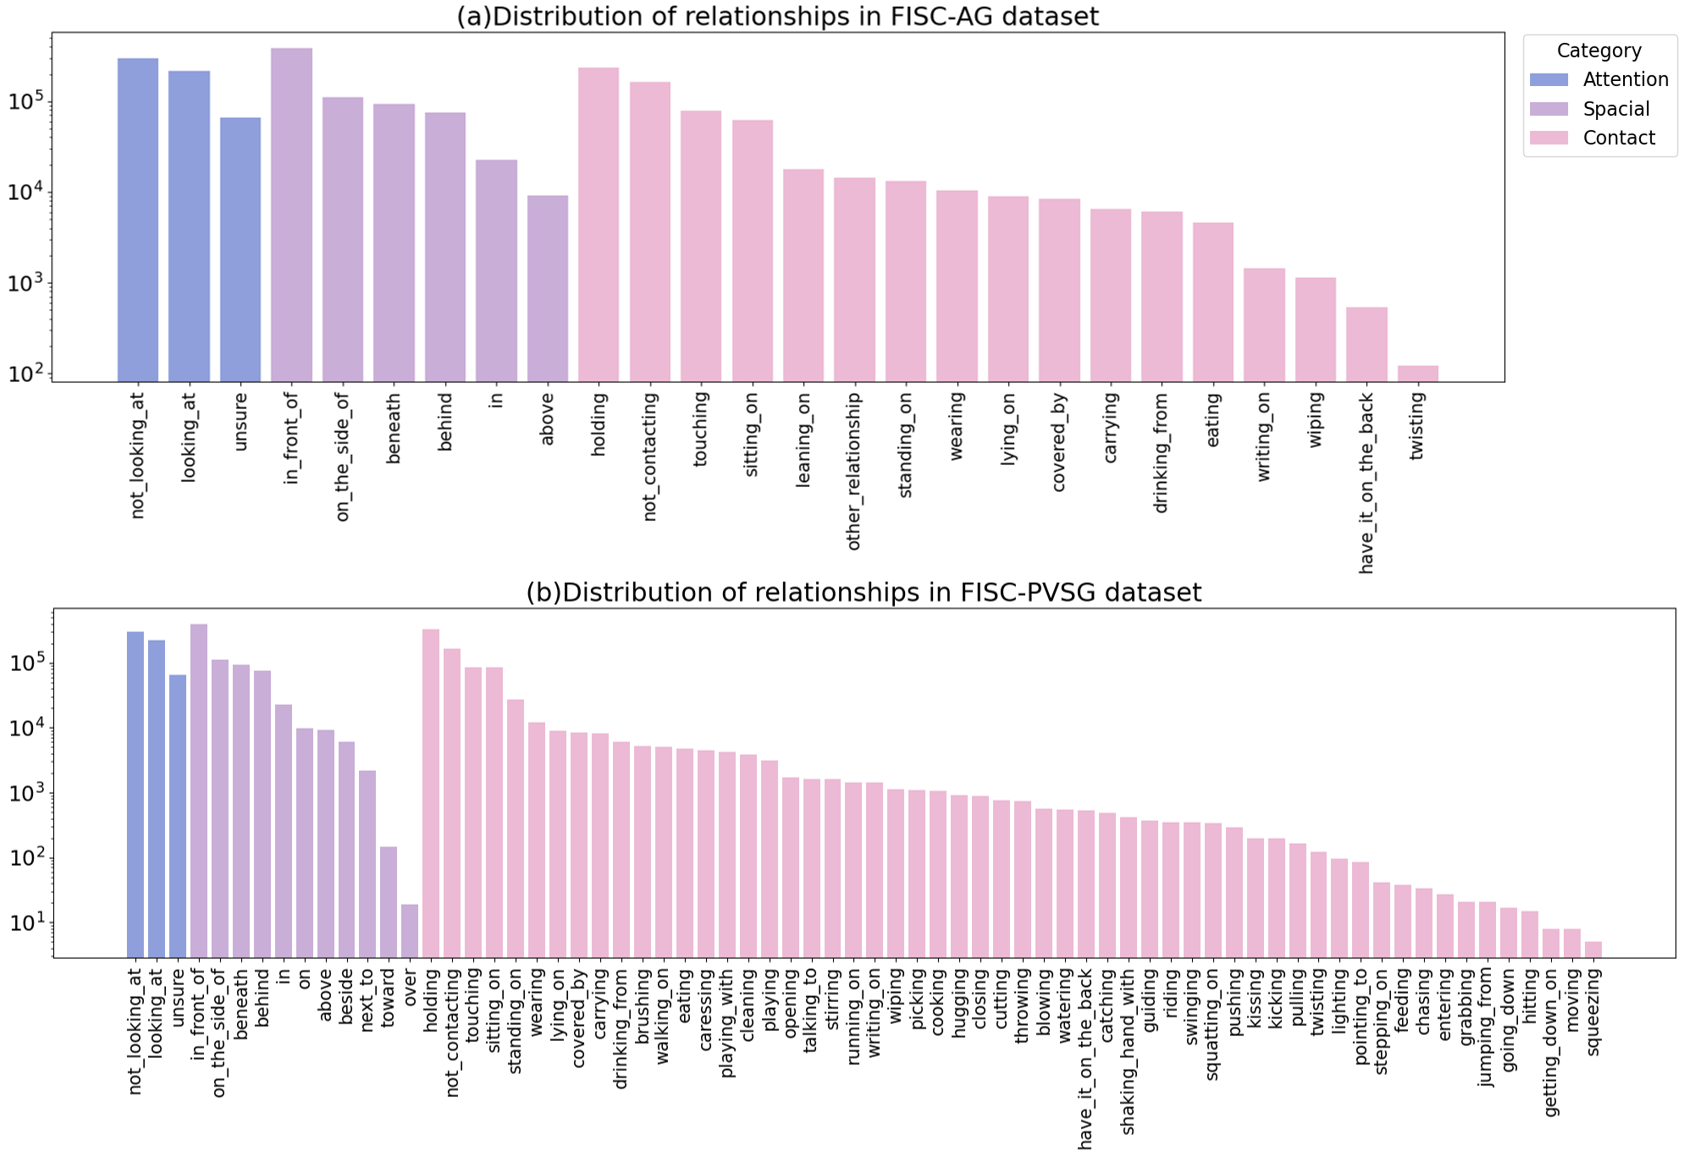 (a)Distribution of relationships in FISC-AG dataset
Category
Attention
Spacial
Contact
10^5
10^4
10^3
10^2
not_looking_at
looking_at
unsure
in_front_of
on_the_side_of
beneath
behind
in
above
holding
not_contacting
touching
sitting_on
leaning_on
other_relationship
standing_on
wearing
lying_on
covered_by
carrying
drinking_from
eating
writing_on
wiping
have_it_on_the_back
twisting
(b)Distribution of relationships in FISC-PVSG dataset
10^5
10^4
10^3
10^2
10^1
not_looking_at
looking_at
unsure
in_front_of
on_the_side_of
beneath
behind
in
on
above
beside
next_to
toward
over
holding
not_contacting
touching
sitting_on
standing_on
wearing
lying_on
covered_by
carrying
drinking_from
brushing
walking_on
eating
caressing
playing_with
cleaning
playing
opening
talking_to
stirring
running_on
writing_on
wiping
picking
cooking
hugging
closing
cutting
throwing
blowing
watering
have_it_on_the_back
catching
shaking_hand_with
guiding
riding
swinging
squatting_on
pushing
kissing
kicking
pulling
twisting
lighting
pointing_to
stepping_on
feeding
chasing
entering
grabbing
jumping_from
going_down
hitting
getting_down_on
moving
squeezing